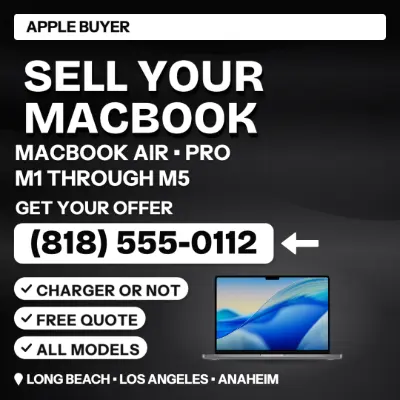 APPLE BUYER
SELL YOUR
MACBOOK
MACBOOK AIR ▪ PRO
M1 THROUGH M5
GET YOUR OFFER
(818) 555-0112
CHARGER OR NOT
FREE QUOTE
ALL MODELS
LONG BEACH ▪ LOS ANGELES ▪ ANAHEIM